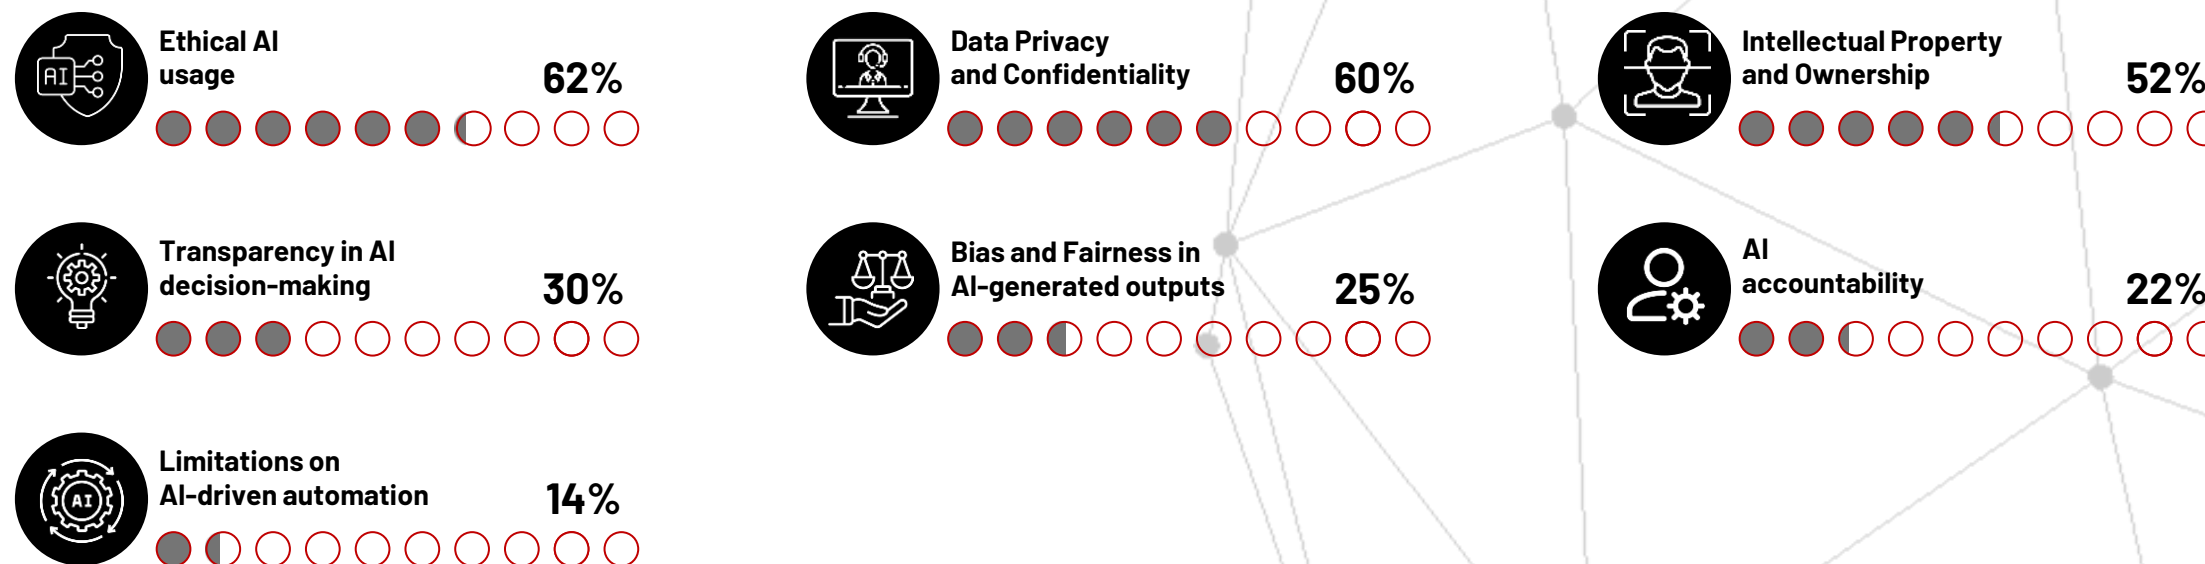 Ethical AI
usage
62%
Data Privacy
and Confidentiality
60%
Intellectual Property
and Ownership
52%
Transparency in AI
decision-making
30%
Bias and Fairness in
AI-generated outputs
25%
AI
accountability
22%
Limitations on
AI-driven automation
14%
AI
AI